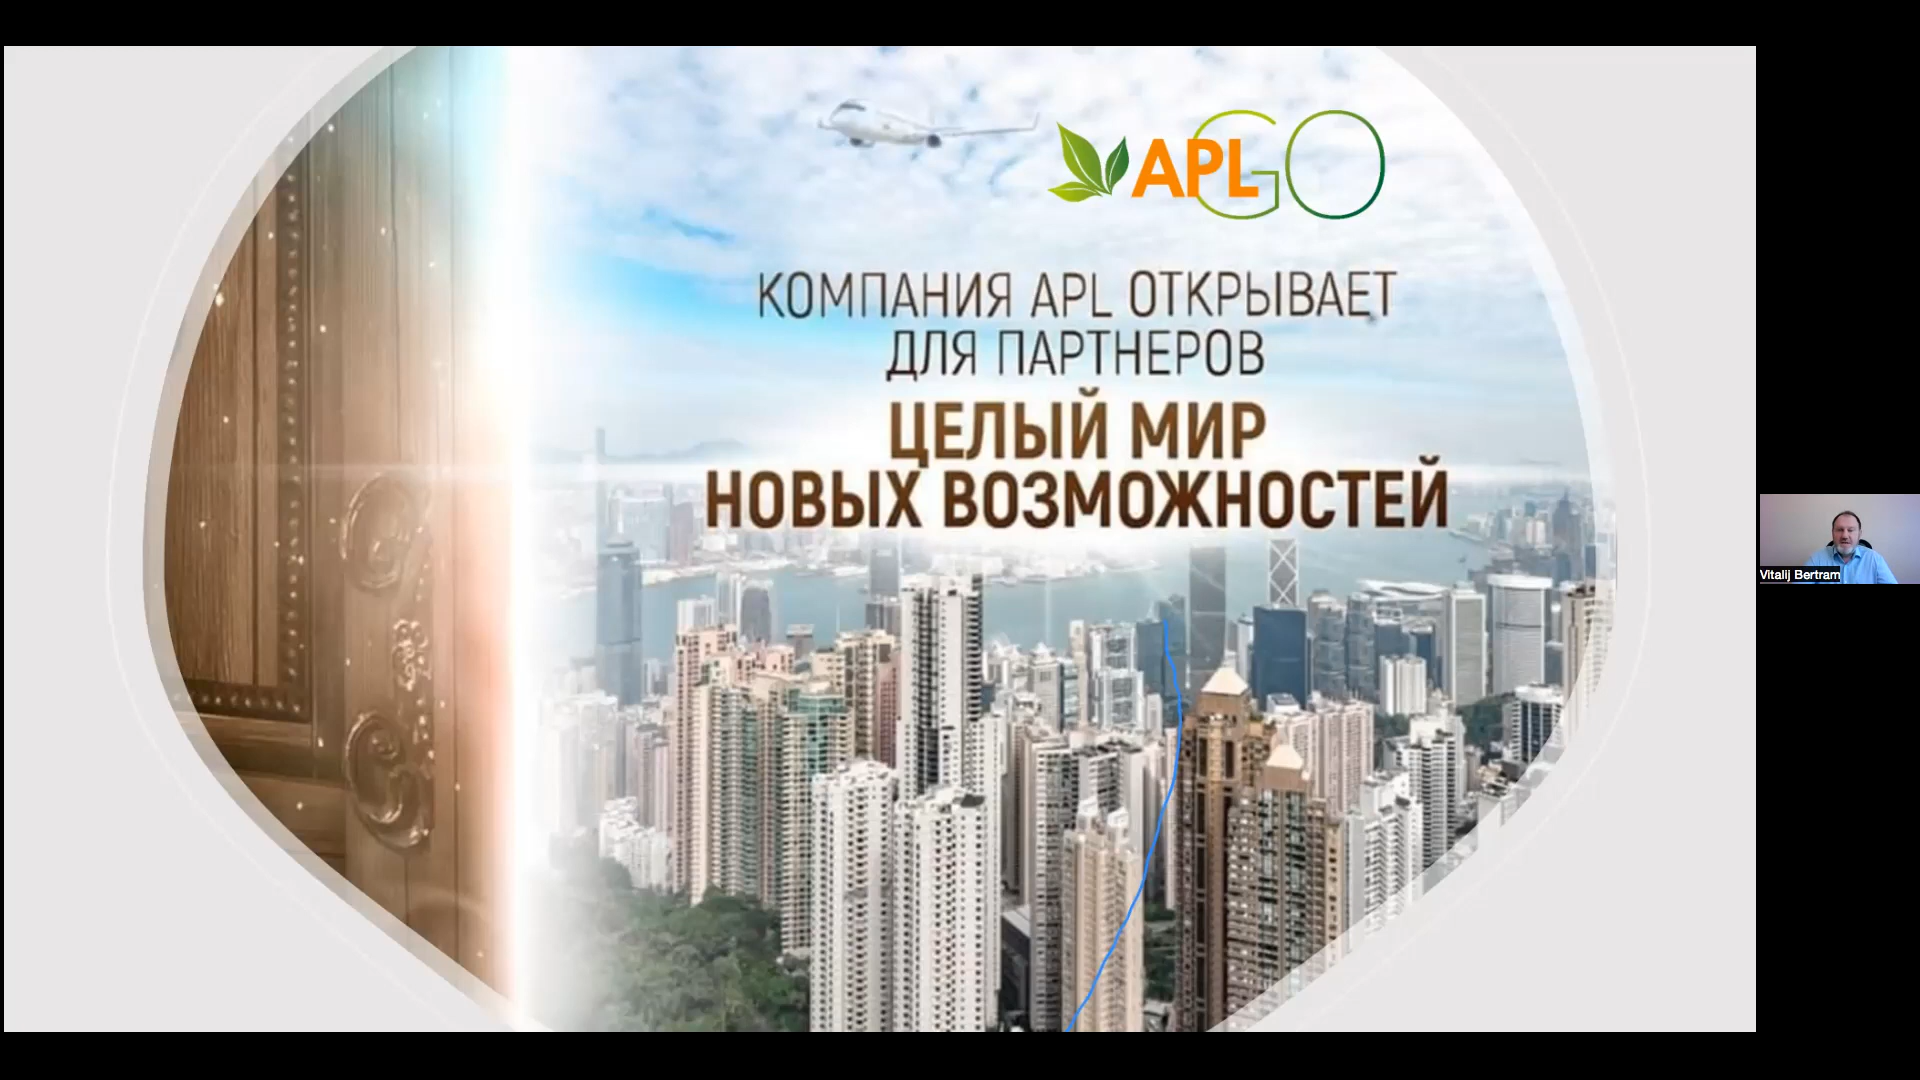 APLGO
КОМПАНИЯ APL ОТКРЫВАЕТ
ДЛЯ ПАРТНЕРОВ
ЦЕЛЫЙ МИР
НОВЫХ ВОЗМОЖНОСТЕЙ
Vitalij Bertram